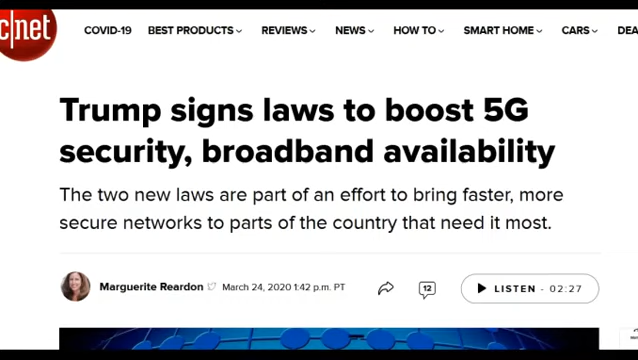 c|net
COVID-19 BEST PRODUCTS REVIEWS NEWS HOW TO SMART HOME CARS
Trump signs laws to boost 5G
security, broadband availability
The two new laws are part of an effort to bring faster, more
secure networks to parts of the country that need it most.
Marguerite Reardon March 24, 2020 1:42 p.m. PT 12 LISTEN - 02:27